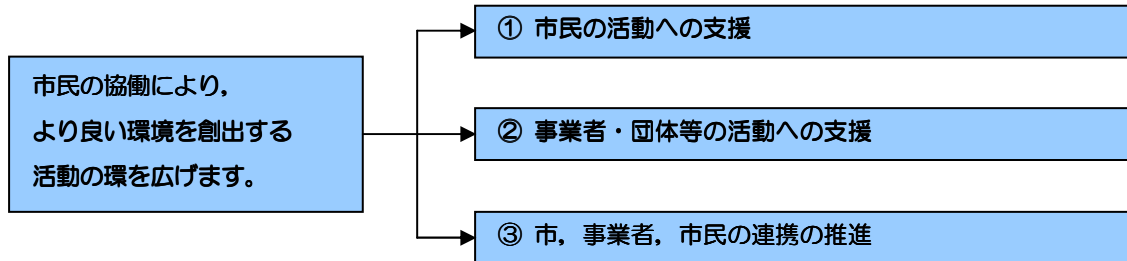 ① 市民の活動への支援
市民の協働により，
より良い環境を創出する
活動の環を広げます。
② 事業者・団体等の活動への支援
③ 市，事業者，市民の連携の推進